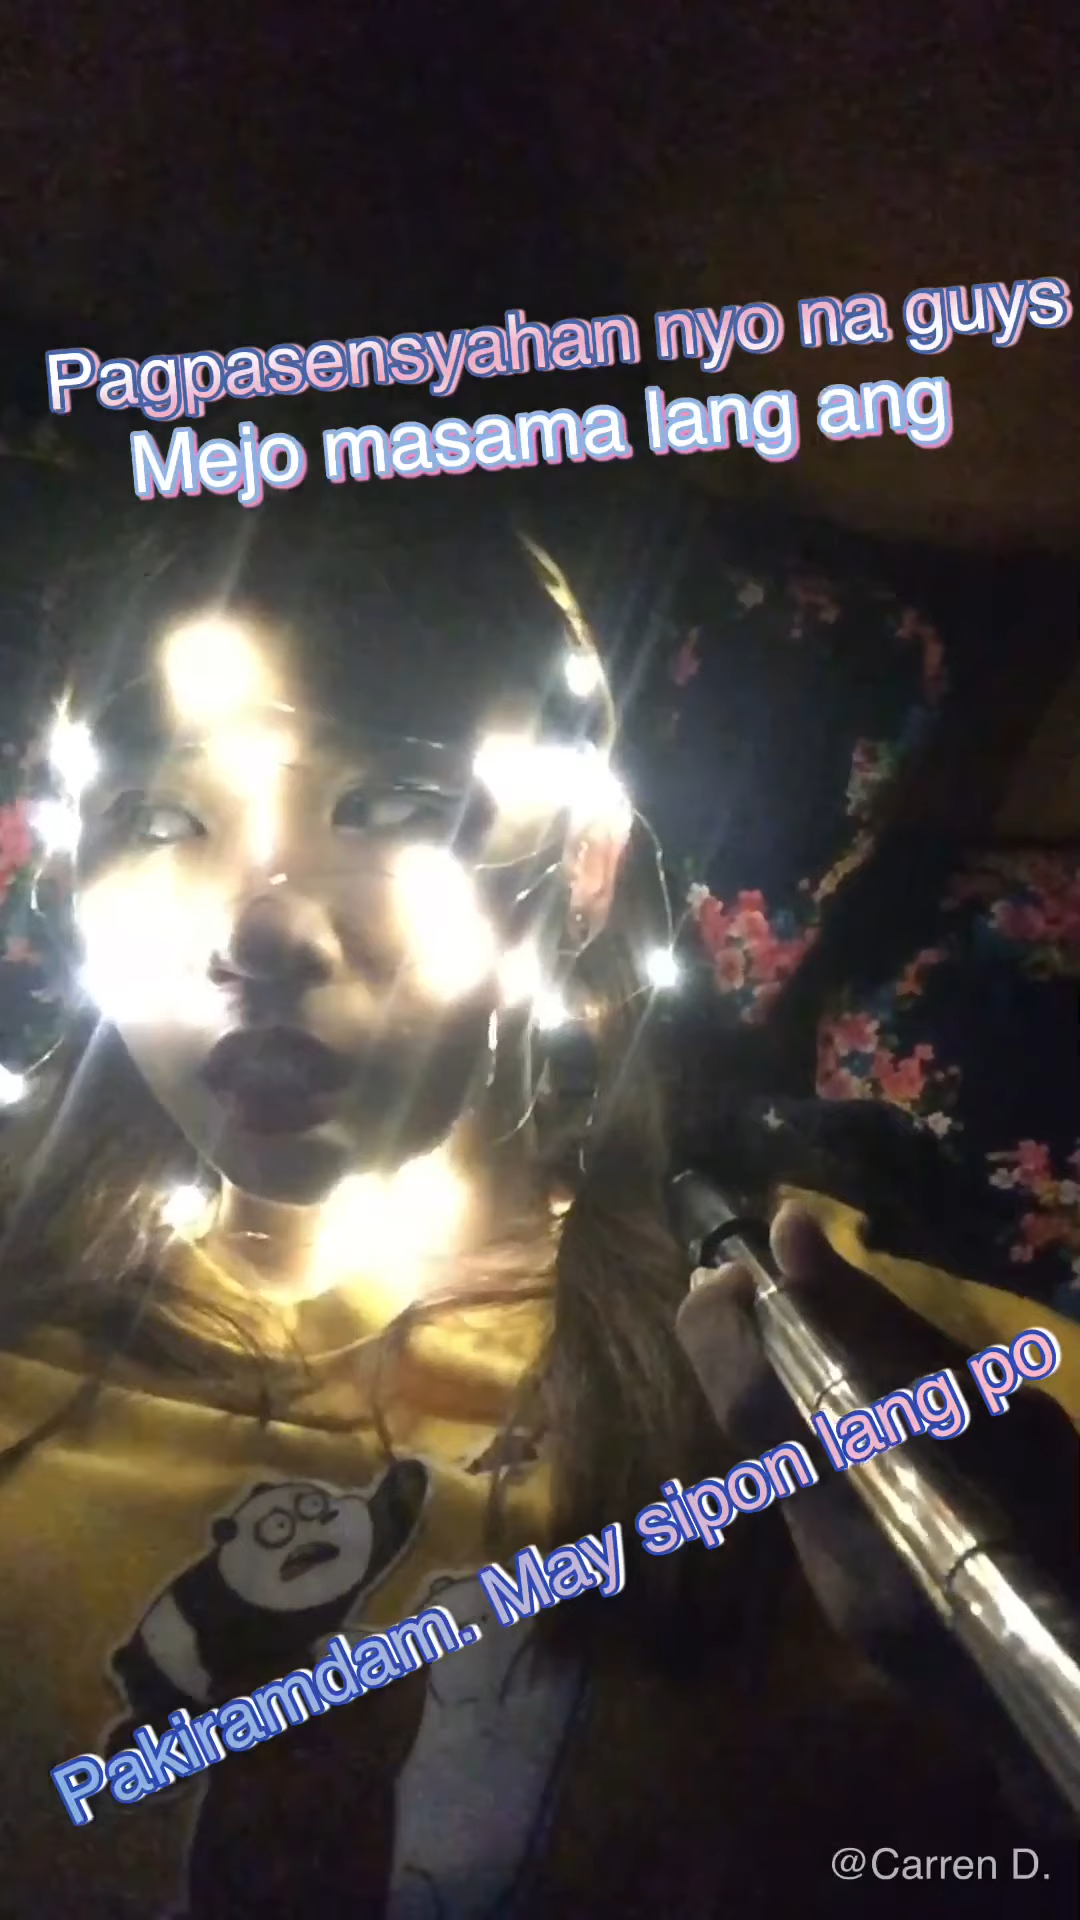 Pagpasensyahan nyo na guys
Mejo masama lang ang
Pakiramdam. May sipon lang po
@Carren D.